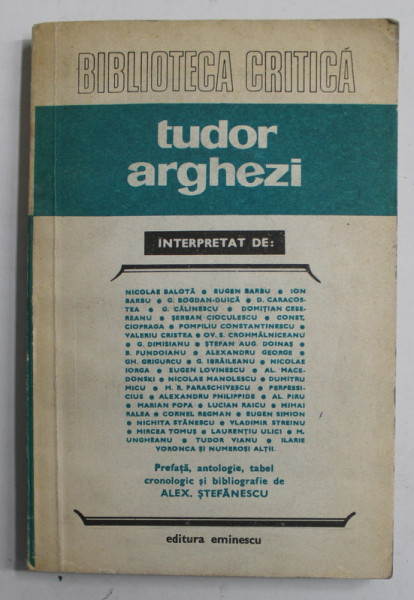 BIBLIOTECA CRITICĂ
tudor
arghezi
INTERPRETAT DE:
NICOLAE BALOTĂ • EUGEN BARBU • ION
BARBU • G. BOGDAN-DUICĂ • D. CARACOS-
TEA • G. CĂLINESCU • DOMIȚIAN CESE-
REANU • ȘERBAN CIOCULESCU • CONST.
CIOPRAGA • POMPILIU CONSTANTINESCU •
VALERIU CRISTEA • OV. S. CROHMĂLNICEANU
• G. DIMISIANU • ȘTEFAN AUG. DOINAȘ •
B. FUNDOIANU • ALEXANDRU GEORGE •
GH. GRIGURCU • G. IBRĂILEANU • NICOLAE
IORGA • EUGEN LOVINESCU • AL. MACE-
DONSKI • NICOLAE MANOLESCU • DUMITRU
MICU • M. R. PARASCHIVESCU • PERPESSI-
CIUS • ALEXANDRU PHILIPPIDE • AL. PIRU
• MARIAN POPA • LUCIAN RAICU • MIHAI
RALEA • CORNEL REGMAN • EUGEN SIMION
• NICHITA STĂNESCU • VLADIMIR STREINU
• MIRCEA TOMUȘ • LAURENȚIU ULICI • M.
UNGHEANU • TUDOR VIANU • ILARIE
VORONCA ȘI NUMEROȘI ALȚII.
Prefață, antologie, tabel
cronologic și bibliografie de
ALEX. ȘTEFĂNESCU
editura eminescu